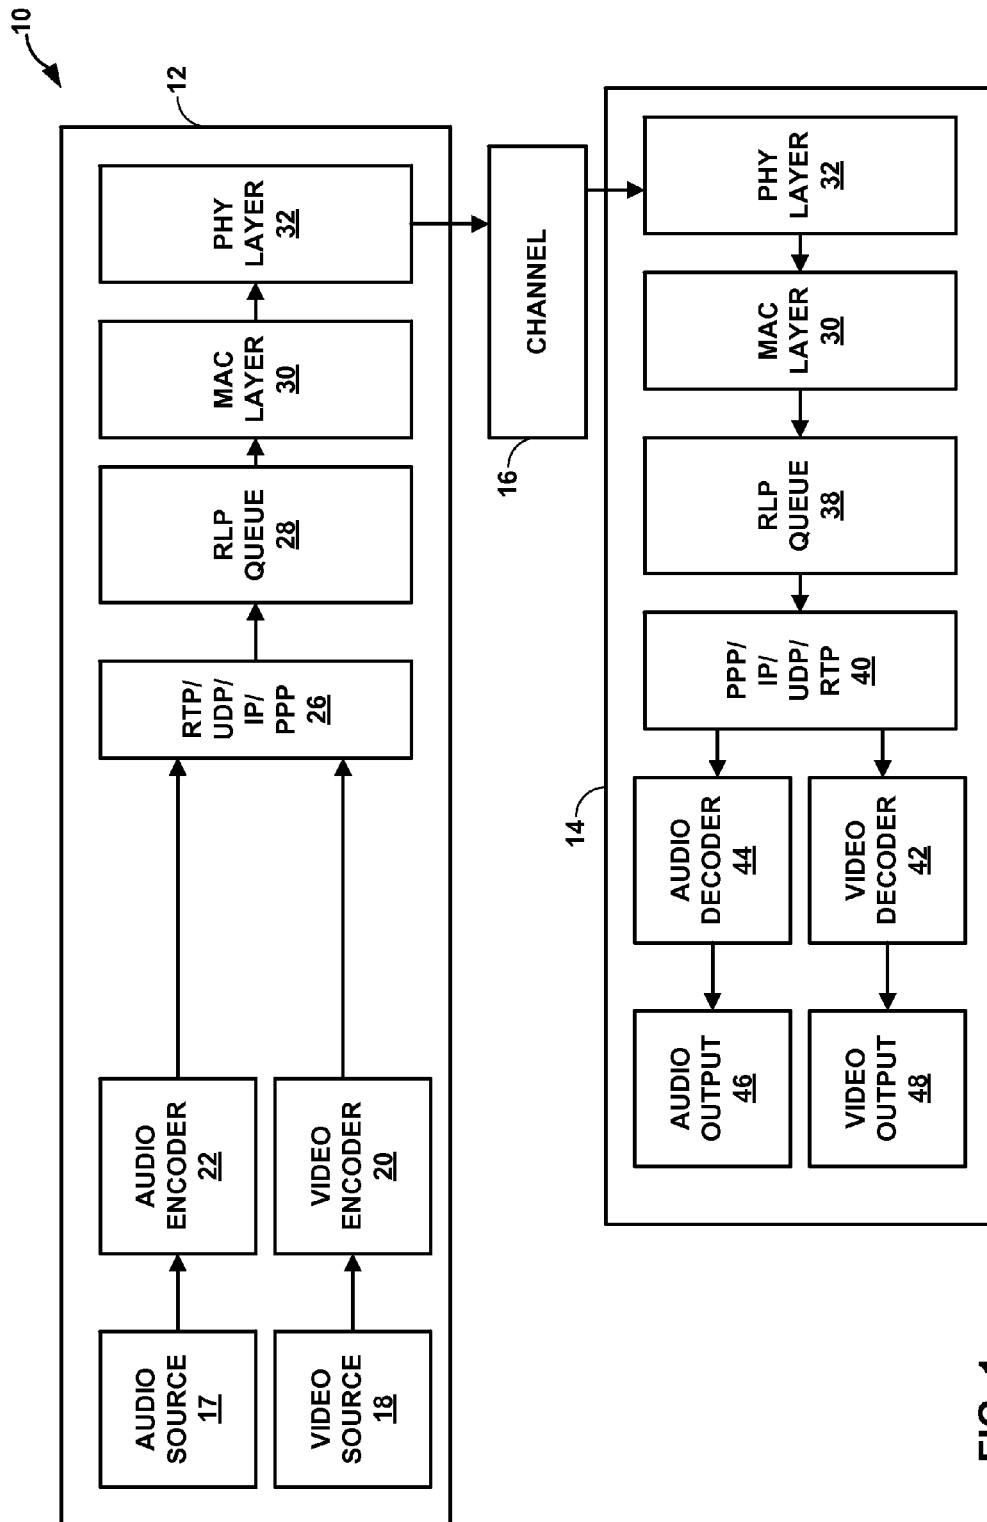 10
12
AUDIO
SOURCE
17
AUDIO
ENCODER
22
VIDEO
SOURCE
18
VIDEO
ENCODER
20
RTP/
UDP/
IP/
PPP
26
RLP
QUEUE
28
MAC
LAYER
30
PHY
LAYER
32
16
CHANNEL
14
PHY
LAYER
32
MAC
LAYER
30
RLP
QUEUE
38
PPP/
IP/
UDP/
RTP
40
AUDIO
DECODER
44
VIDEO
DECODER
42
AUDIO
OUTPUT
46
VIDEO
OUTPUT
48
FIG. 1